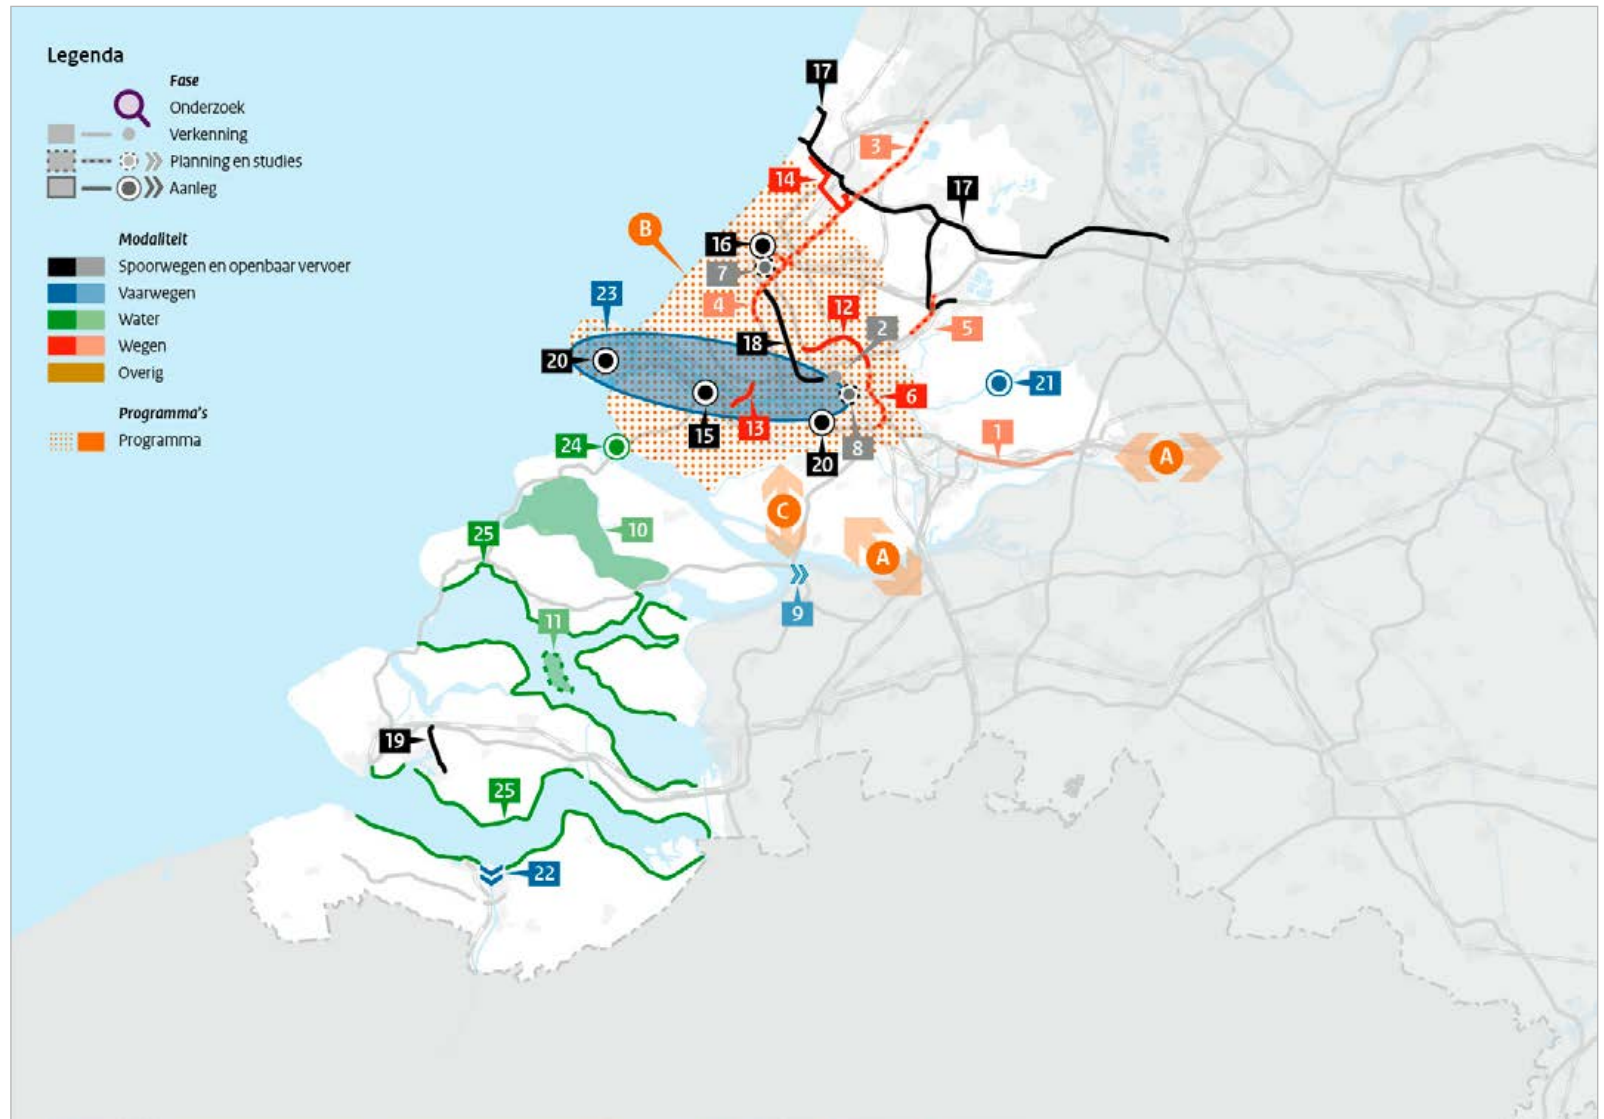 Legenda
Fase
Onderzoek
Verkenning
Planning en studies
Aanleg
Modaliteit
Spoorwegen en openbaar vervoer
Vaarwegen
Water
Wegen
Overig
Programma's
Programma
17
3
14
17
B
16
7
4
23
12
2
5
18
20
21
6
15
13
1
24
20
8
A
C
10
25
A
9
11
19
25
22